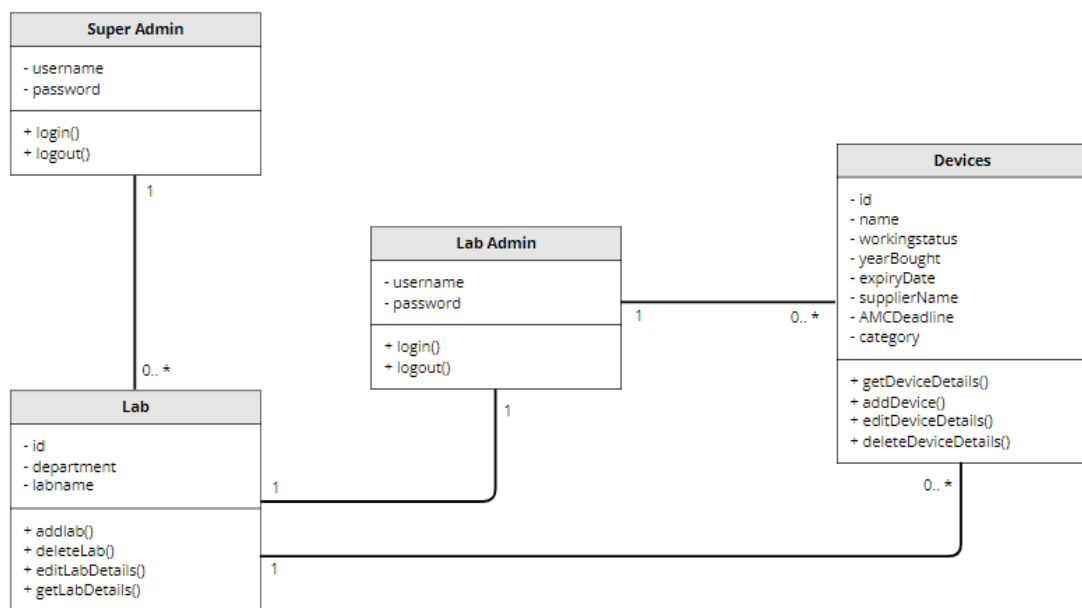 Super Admin
- username
- password
+ login()
+ logout()
1
0.. *
Lab
- id
- department
- labname
+ addlab()
+ deleteLab()
+ editLabDetails()
+ getLabDetails()
1
1
Lab Admin
- username
- password
+ login()
+ logout()
1
1
0.. *
Devices
- id
- name
- workingstatus
- yearBought
- expiryDate
- supplierName
- AMCDeadline
- category
+ getDeviceDetails()
+ addDevice()
+ editDeviceDetails()
+ deleteDeviceDetails()
0.. *